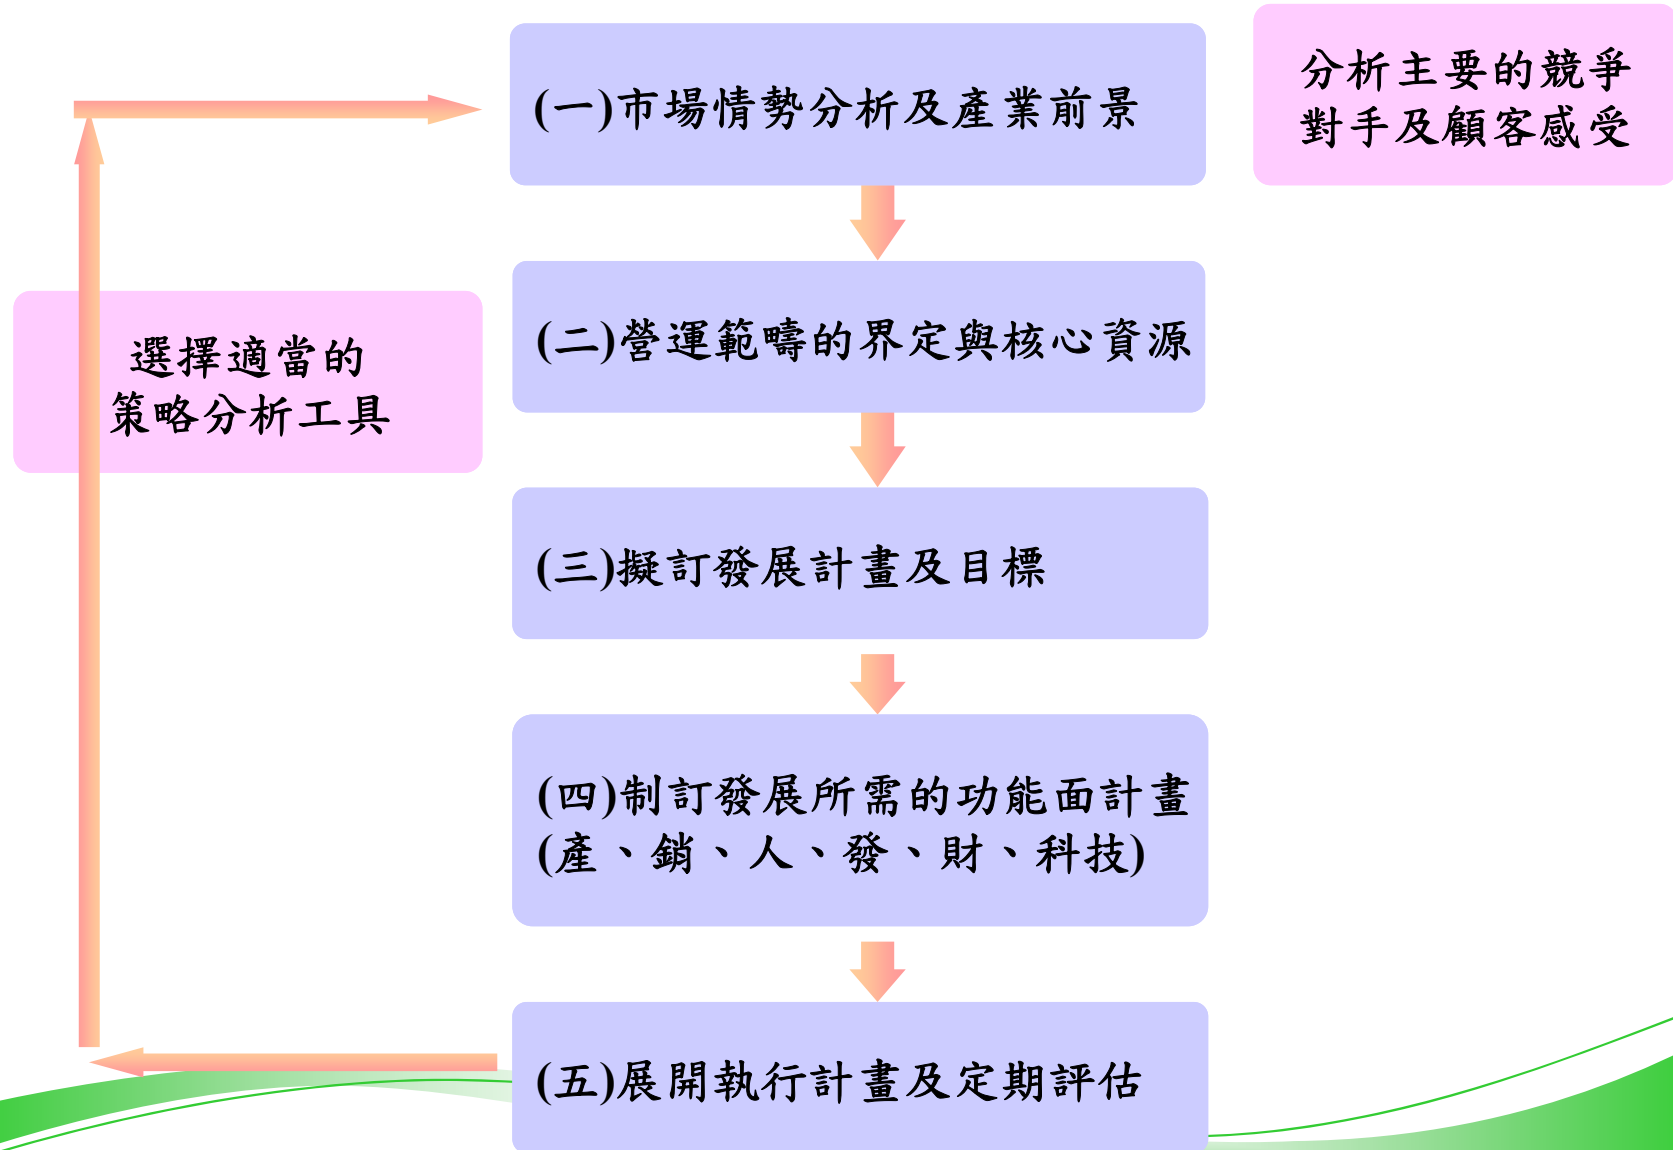 (一)市場情勢分析及產業前景
分析主要的競爭
對手及顧客感受
(二)營運範疇的界定與核心資源
選擇適當的
策略分析工具
(三)擬訂發展計畫及目標
(四)制訂發展所需的功能面計畫
(產、銷、人、發、財、科技)
(五)展開執行計畫及定期評估